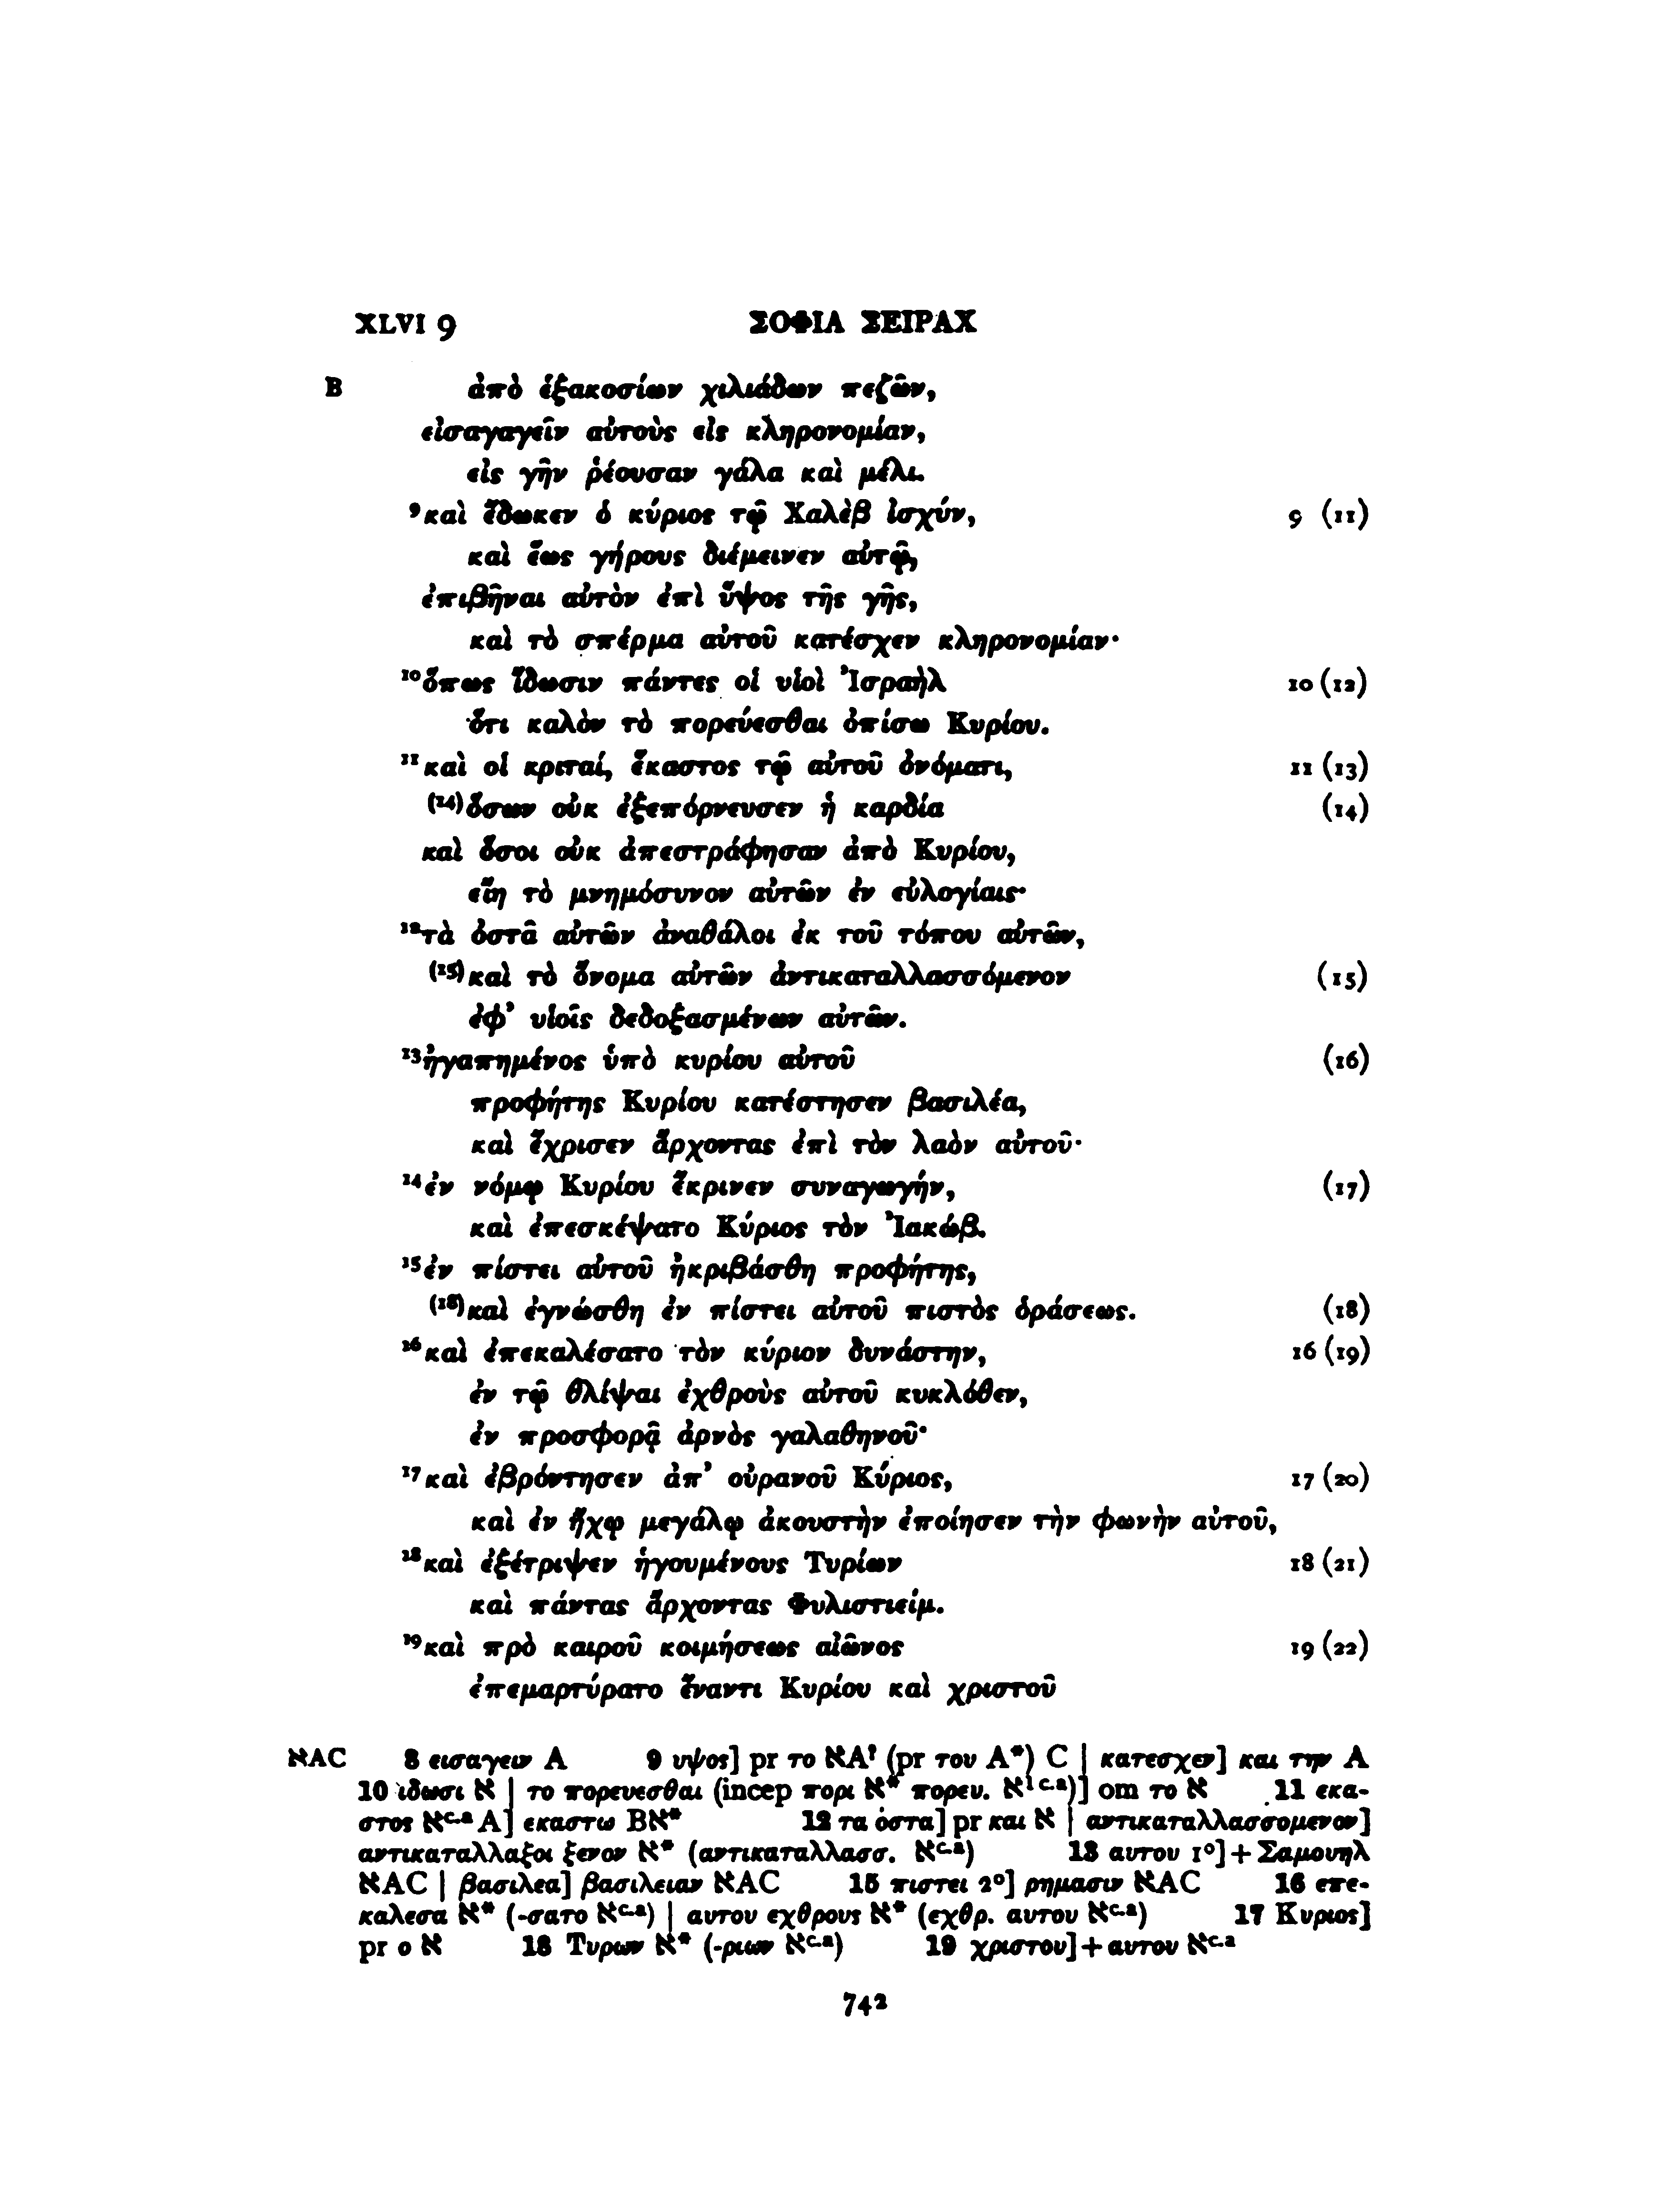 XLVI 9 ΣΟΦΙΑ ΣΕΙΡΑΧ
B ἀπὸ ἑξακοσίων χιλιάδων πεζῶν,
εἰσαγαγεῖν αὐτοὺς εἰς κληρονομίαν,
εἰς γῆν ῥέουσαν γάλα καὶ μέλι.
⁹καὶ ἔδωκεν ὁ κύριος τῷ Χαλὲβ ἰσχύν, 9 (11)
καὶ ἕως γήρους διέμεινεν αὐτῷ,
ἐπιβῆναι αὐτὸν ἐπὶ ὕψος τῆς γῆς,
καὶ τὸ σπέρμα αὐτοῦ κατέσχεν κληρονομίαν·
¹⁰ὅπως ἴδωσιν πάντες οἱ υἱοὶ Ἰσραὴλ 10 (12)
ὅτι καλὸν τὸ πορεύεσθαι ὀπίσω Κυρίου.
¹¹καὶ οἱ κριταί, ἕκαστος τῷ αὐτοῦ ὀνόματι, 11 (13)
⁽¹⁴⁾ὅσων οὐκ ἐξεπόρνευσεν ἡ καρδία (14)
καὶ ὅσοι οὐκ ἀπεστράφησαν ἀπὸ Κυρίου,
εἴη τὸ μνημόσυνον αὐτῶν ἐν εὐλογίαις·
¹²τὰ ὀστᾶ αὐτῶν ἀναθάλοι ἐκ τοῦ τόπου αὐτῶν,
⁽¹⁵⁾καὶ τὸ ὄνομα αὐτῶν ἀντικαταλλασσόμενον (15)
ἐφ’ υἱοῖς δεδοξασμένων αὐτῶν.
¹³ἠγαπημένος ὑπὸ κυρίου αὐτοῦ (16)
προφήτης Κυρίου κατέστησεν βασιλέα,
καὶ ἔχρισεν ἄρχοντας ἐπὶ τὸν λαὸν αὐτοῦ·
¹⁴ἐν νόμῳ Κυρίου ἔκρινεν συναγωγήν, (17)
καὶ ἐπεσκέψατο Κύριος τὸν Ἰακώβ.
¹⁵ἐν πίστει αὐτοῦ ἠκριβάσθη προφήτης,
⁽¹⁸⁾καὶ ἐγνώσθη ἐν πίστει αὐτοῦ πιστὸς ὁράσεως. (18)
¹⁶καὶ ἐπεκαλέσατο τὸν κύριον δυνάστην, 16 (19)
ἐν τῷ θλίψαι ἐχθροὺς αὐτοῦ κυκλόθεν,
ἐν προσφορᾷ ἀρνὸς γαλαθηνοῦ·
¹⁷καὶ ἐβρόντησεν ἀπ’ οὐρανοῦ Κύριος, 17 (20)
καὶ ἐν ἤχῳ μεγάλῳ ἀκουστὴν ἐποίησεν τὴν φωνὴν αὐτοῦ,
¹⁸καὶ ἐξέτριψεν ἡγουμένους Τυρίων 18 (21)
καὶ πάντας ἄρχοντας Φυλιστιείμ.
¹⁹καὶ πρὸ καιροῦ κοιμήσεως αἰῶνος 19 (22)
ἐπεμαρτύρατο ἔναντι Κυρίου καὶ χριστοῦ
אAC 8 εισαγειν A 9 υψος] pr το אA? (pr του A*) C | κατεσχεν] και την A
10 ιδωσι א | το πορευεσθαι (incep πορι א* πορευ. א1 c.a)] om το א 11 εκα-
στος אc.a A] εκαστω Bא* 12 τα οστα] pr και א | αντικαταλλασσομενον]
αντικαταλλαξοι ξενον א* (αντικαταλλασσ. אc.a) 13 αυτου 1°]+Σαμουηλ
אAC | βασιλεα] βασιλειαν אAC 15 πιστει 2°] ρημασιν אAC 16 επε-
καλεσα א* (-σατο אc.a) | αυτου εχθρους א* (εχθρ. αυτου אc.a) 17 Κυριος]
pr ο א 18 Τυρων א* (-ριων אc.a) 19 χριστου]+αυτου אc.a
742